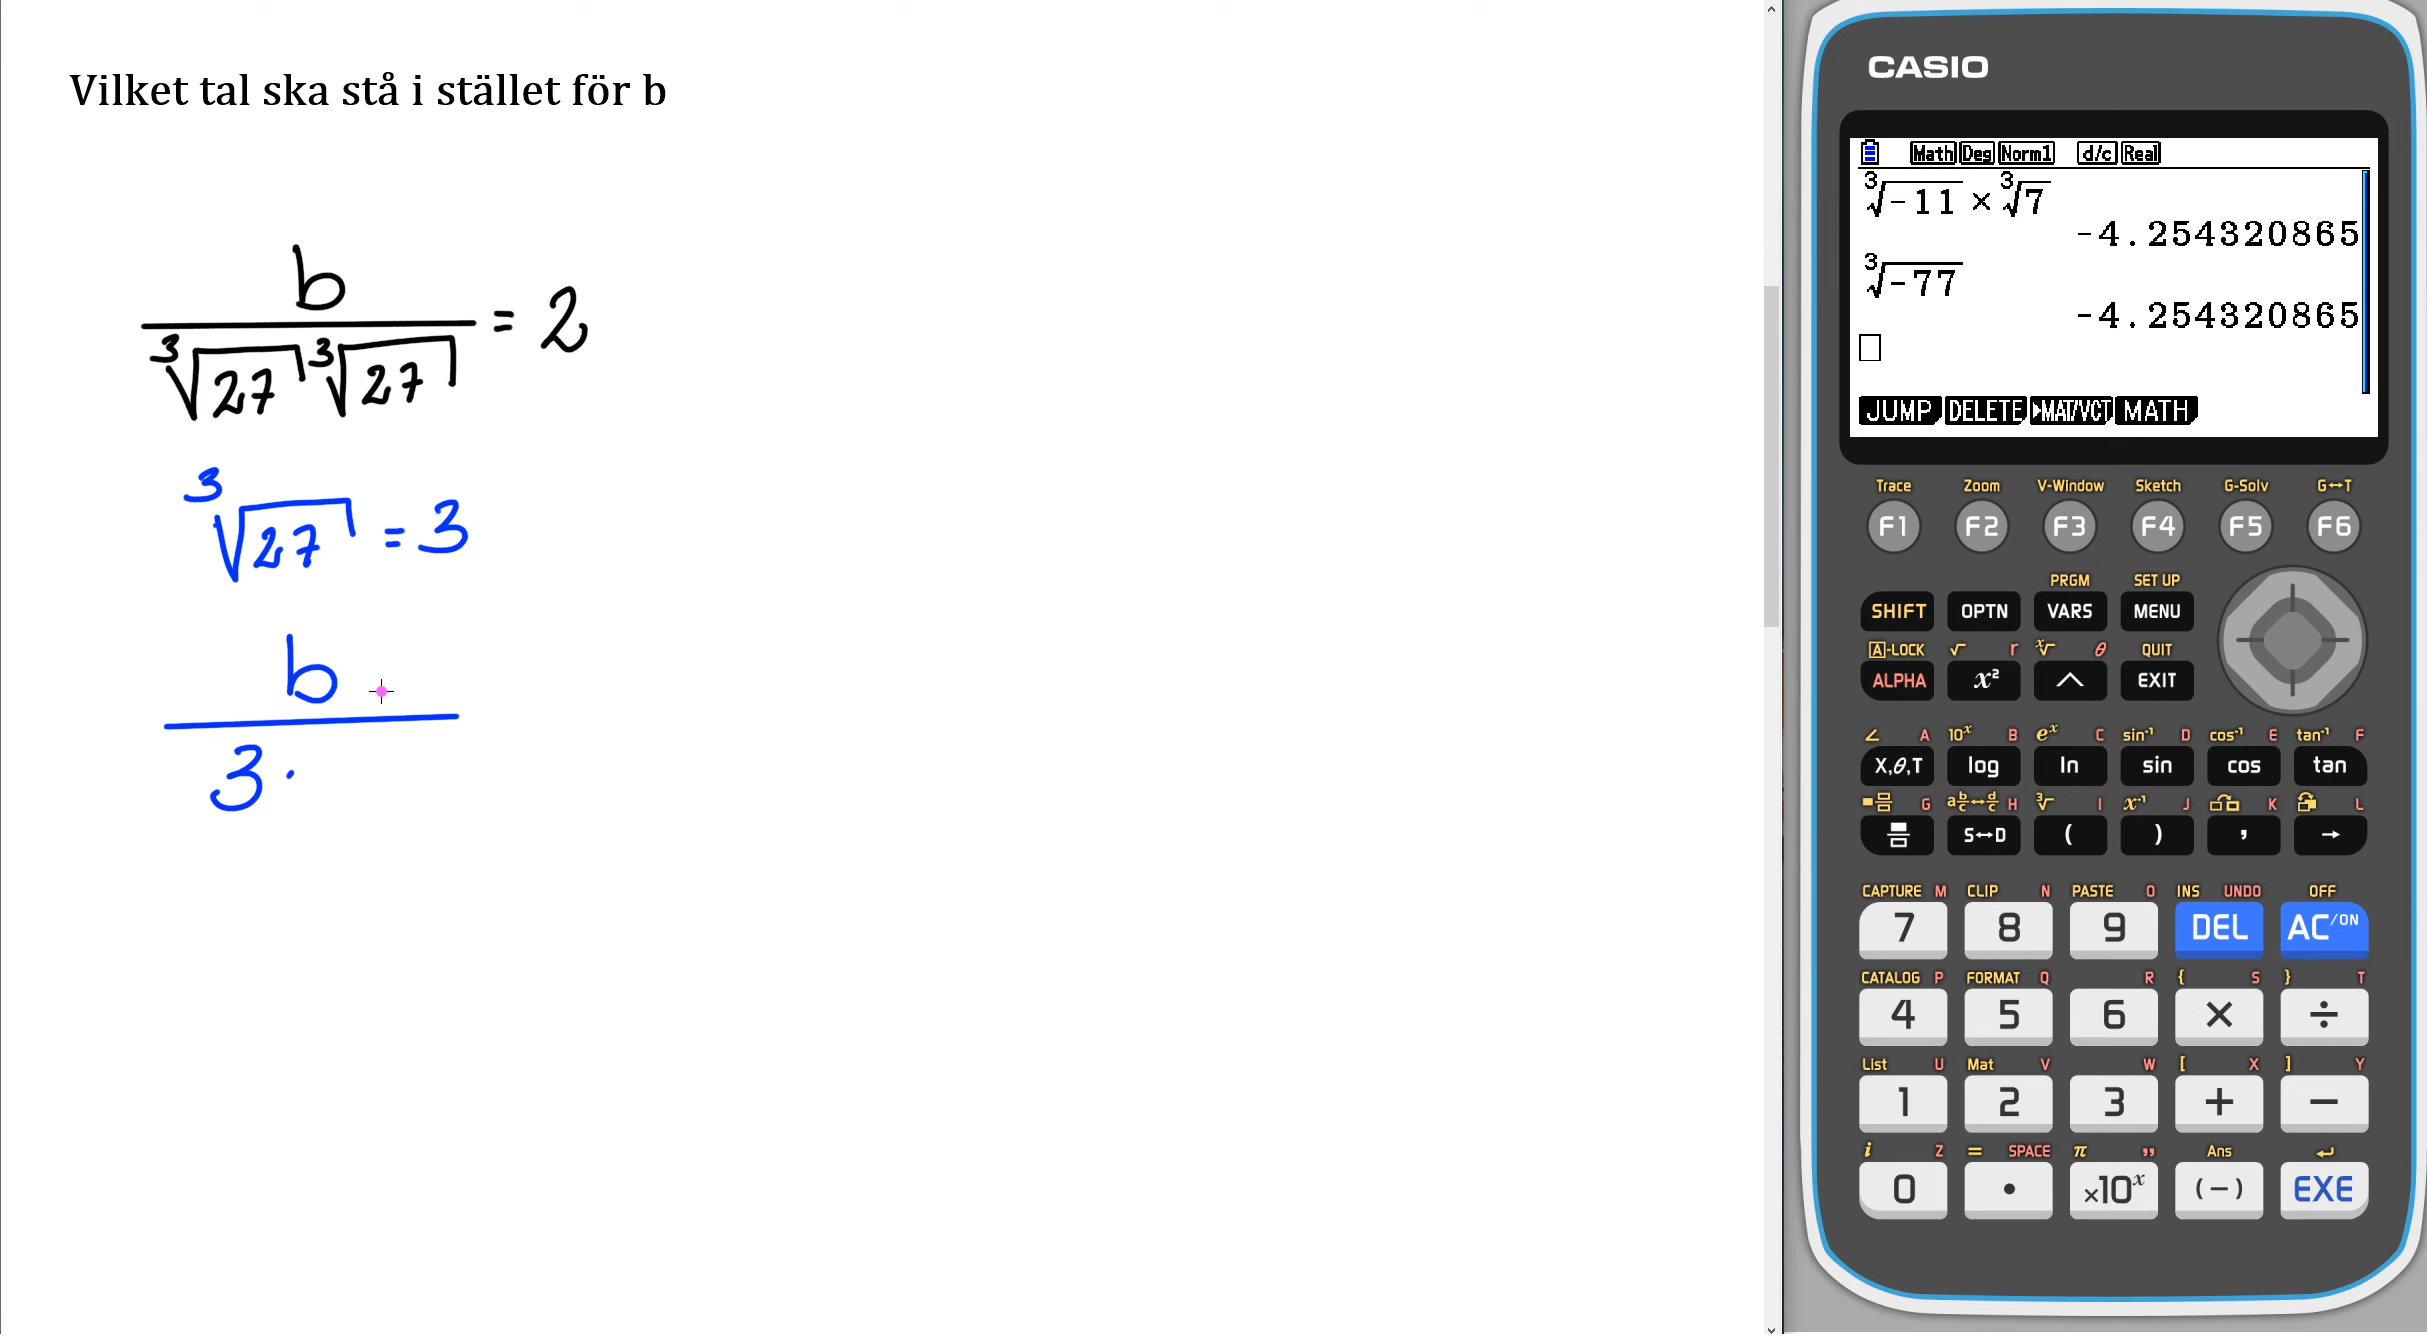 Vilket tal ska stå i stället för b
b
∛27 ∛27 = 2
∛27 = 3
b
3 ·
CASIO
Math Deg Norm1 d/c Real
∛-11 × ∛7
-4.254320865
∛-77
-4.254320865
JUMP DELETE ▸MAT/VCT MATH
Trace Zoom V-Window Sketch G-Solv G↔T
F1 F2 F3 F4 F5 F6
PRGM SET UP
SHIFT OPTN VARS MENU
A-LOCK √ r ˣ√ θ QUIT
ALPHA x² ^ EXIT
∠ A 10ˣ B eˣ C sin⁻¹ D cos⁻¹ E tan⁻¹ F
X,θ,T log ln sin cos tan
G a b/c ↔ d/c H ∛ I x⁻¹ J K L
S↔D ( ) , →
CAPTURE M CLIP N PASTE O INS UNDO OFF
7 8 9 DEL AC/ON
CATALOG P FORMAT Q R { S } T
4 5 6 × ÷
List U Mat V W [ X ] Y
1 2 3 + −
i Z = SPACE π " Ans ↵
0 • ×10ˣ (−) EXE